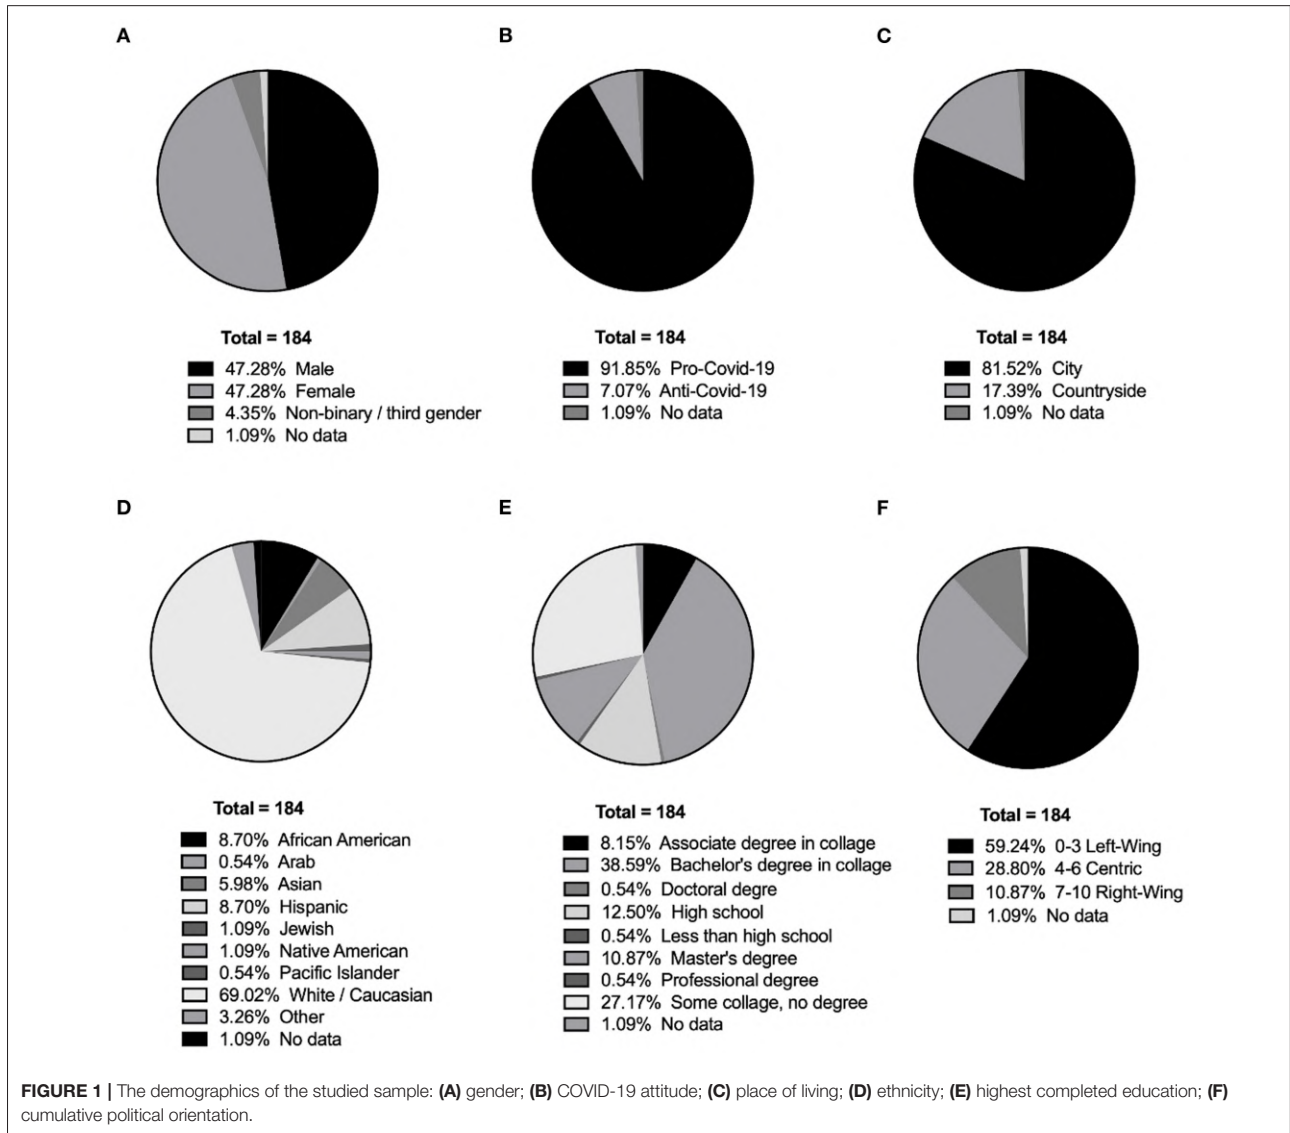 A
B
C
Total = 184
47.28% Male
47.28% Female
4.35% Non-binary / third gender
1.09% No data
Total = 184
91.85% Pro-Covid-19
7.07% Anti-Covid-19
1.09% No data
Total = 184
81.52% City
17.39% Countryside
1.09% No data
D
E
F
Total = 184
8.70% African American
0.54% Arab
5.98% Asian
8.70% Hispanic
1.09% Jewish
1.09% Native American
0.54% Pacific Islander
69.02% White / Caucasian
3.26% Other
1.09% No data
Total = 184
8.15% Associate degree in collage
38.59% Bachelor's degree in collage
0.54% Doctoral degre
12.50% High school
0.54% Less than high school
10.87% Master's degree
0.54% Professional degree
27.17% Some collage, no degree
1.09% No data
Total = 184
59.24% 0-3 Left-Wing
28.80% 4-6 Centric
10.87% 7-10 Right-Wing
1.09% No data
FIGURE 1 | The demographics of the studied sample: (A) gender; (B) COVID-19 attitude; (C) place of living; (D) ethnicity; (E) highest completed education; (F)
cumulative political orientation.